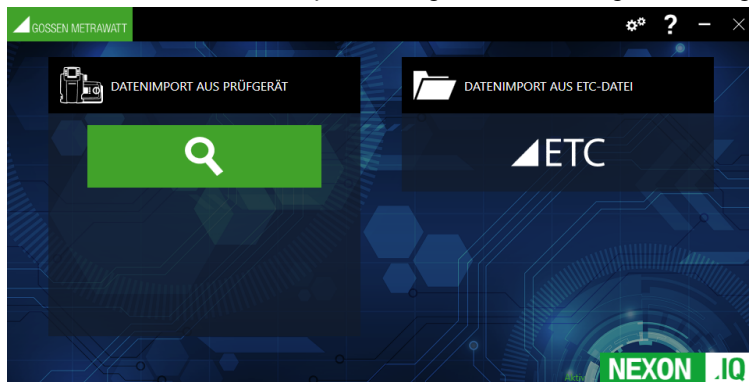 GOSSEN METRAWATT
?
DATENIMPORT AUS PRÜFGERÄT
DATENIMPORT AUS ETC-DATEI
ETC
NEXON .IQ